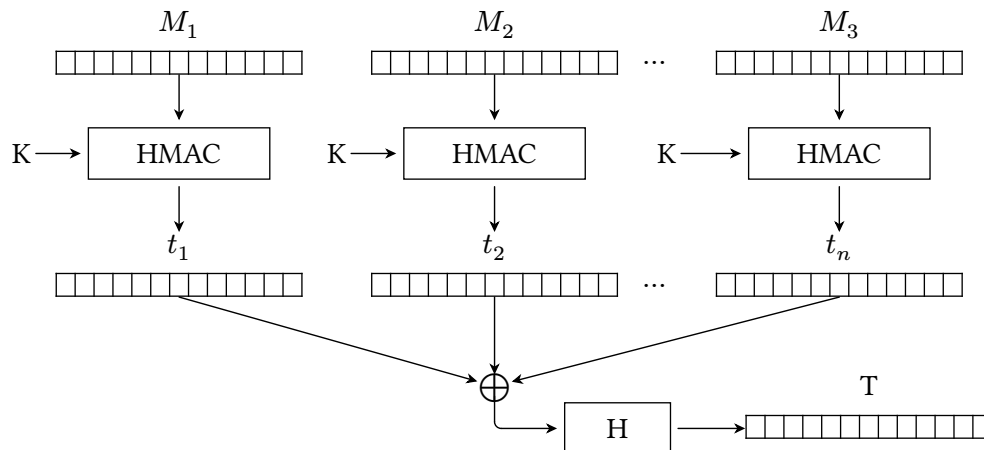 M₁ M₂ M₃
...
K HMAC K HMAC K HMAC
t₁ t₂ tₙ
...
T
H